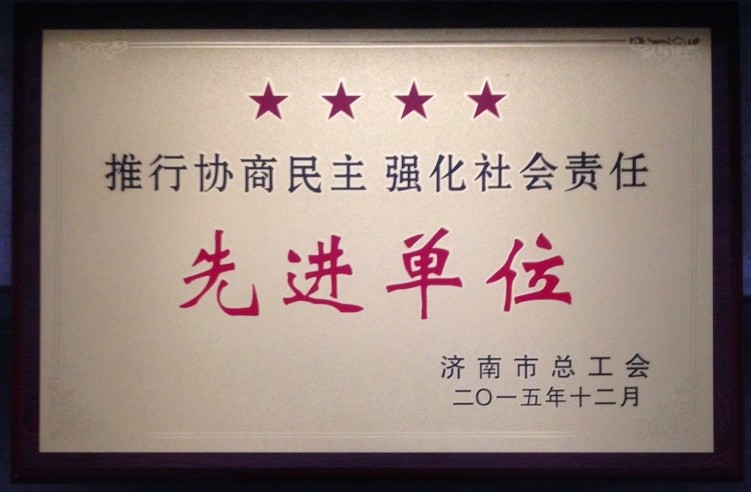 ★ ★ ★ ★
推行协商民主 强化社会责任
先进单位
济南市总工会
二〇一五年十二月